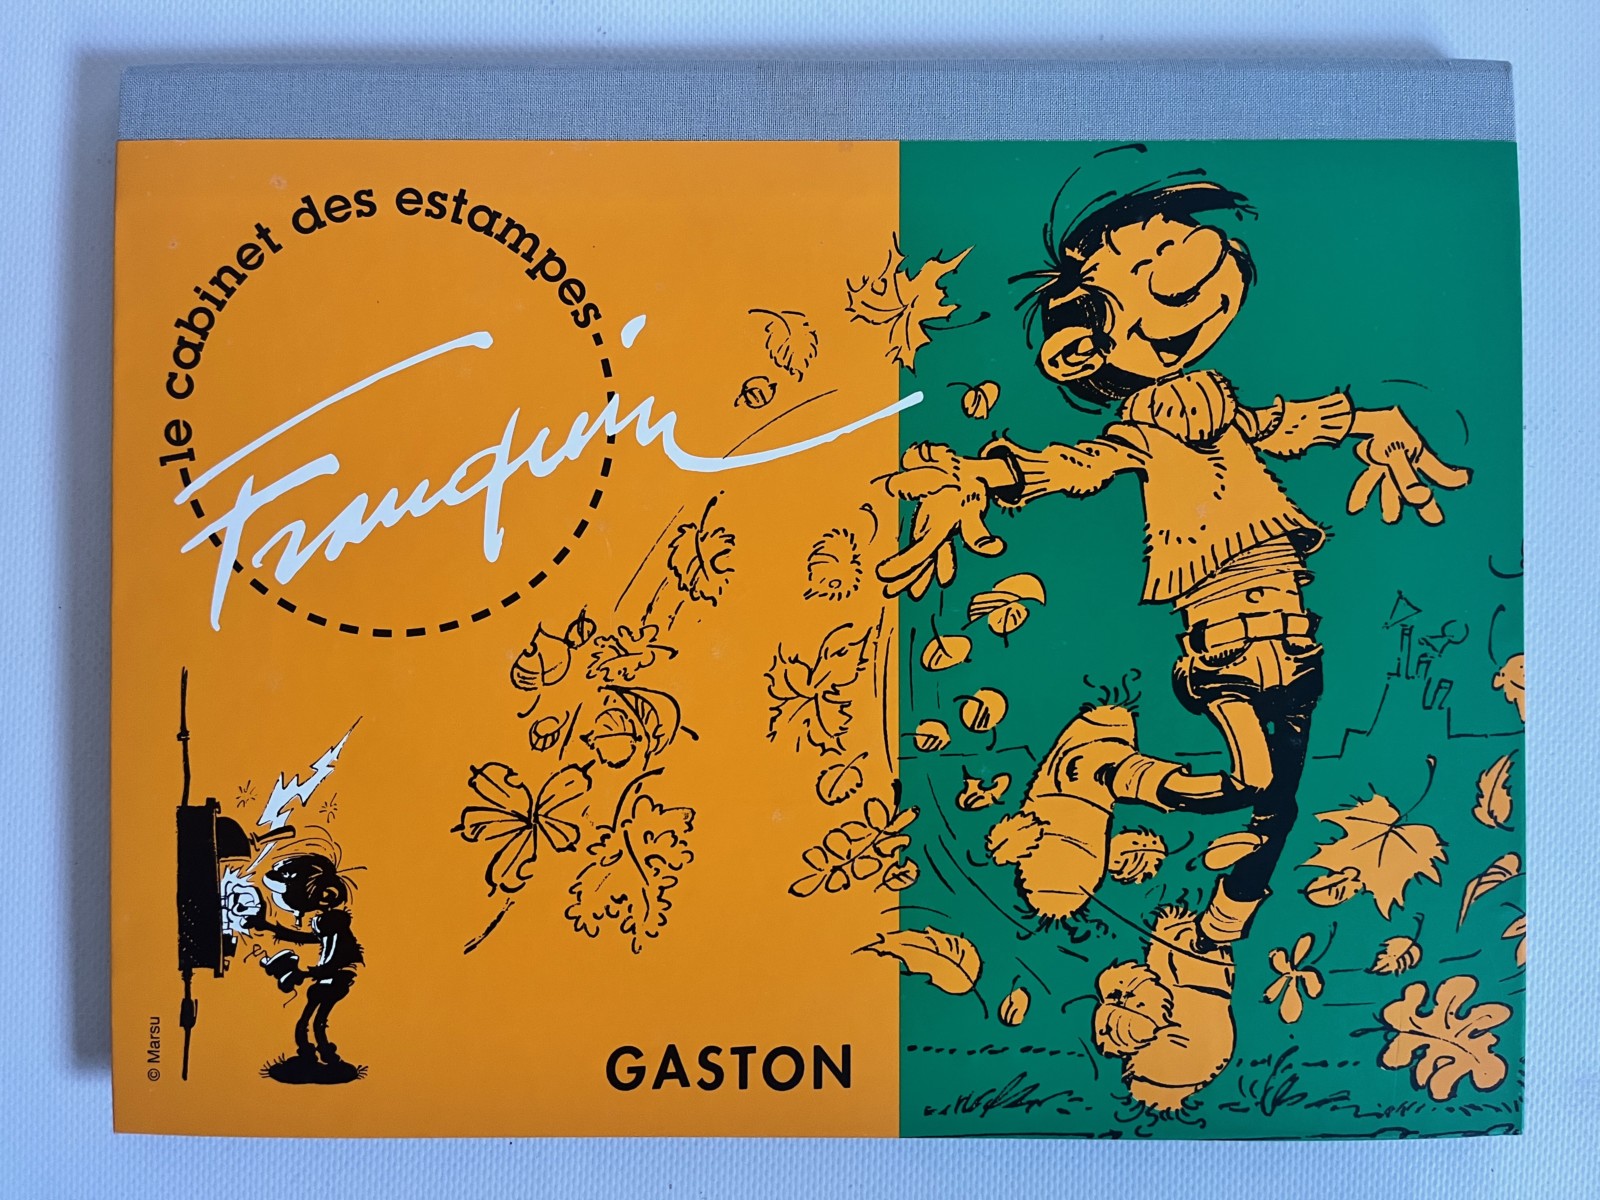 le cabinet des estampes
Franquin
© Marsu
GASTON